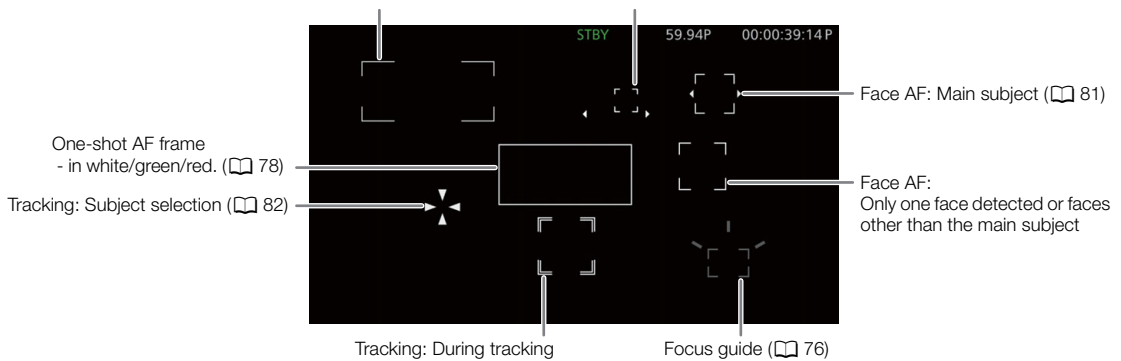 STBY 59.94P 00:00:39:14 P
Face AF: Main subject (81)
One-shot AF frame
- in white/green/red. (78)
Tracking: Subject selection (82)
Face AF:
Only one face detected or faces
other than the main subject
Tracking: During tracking
Focus guide (76)